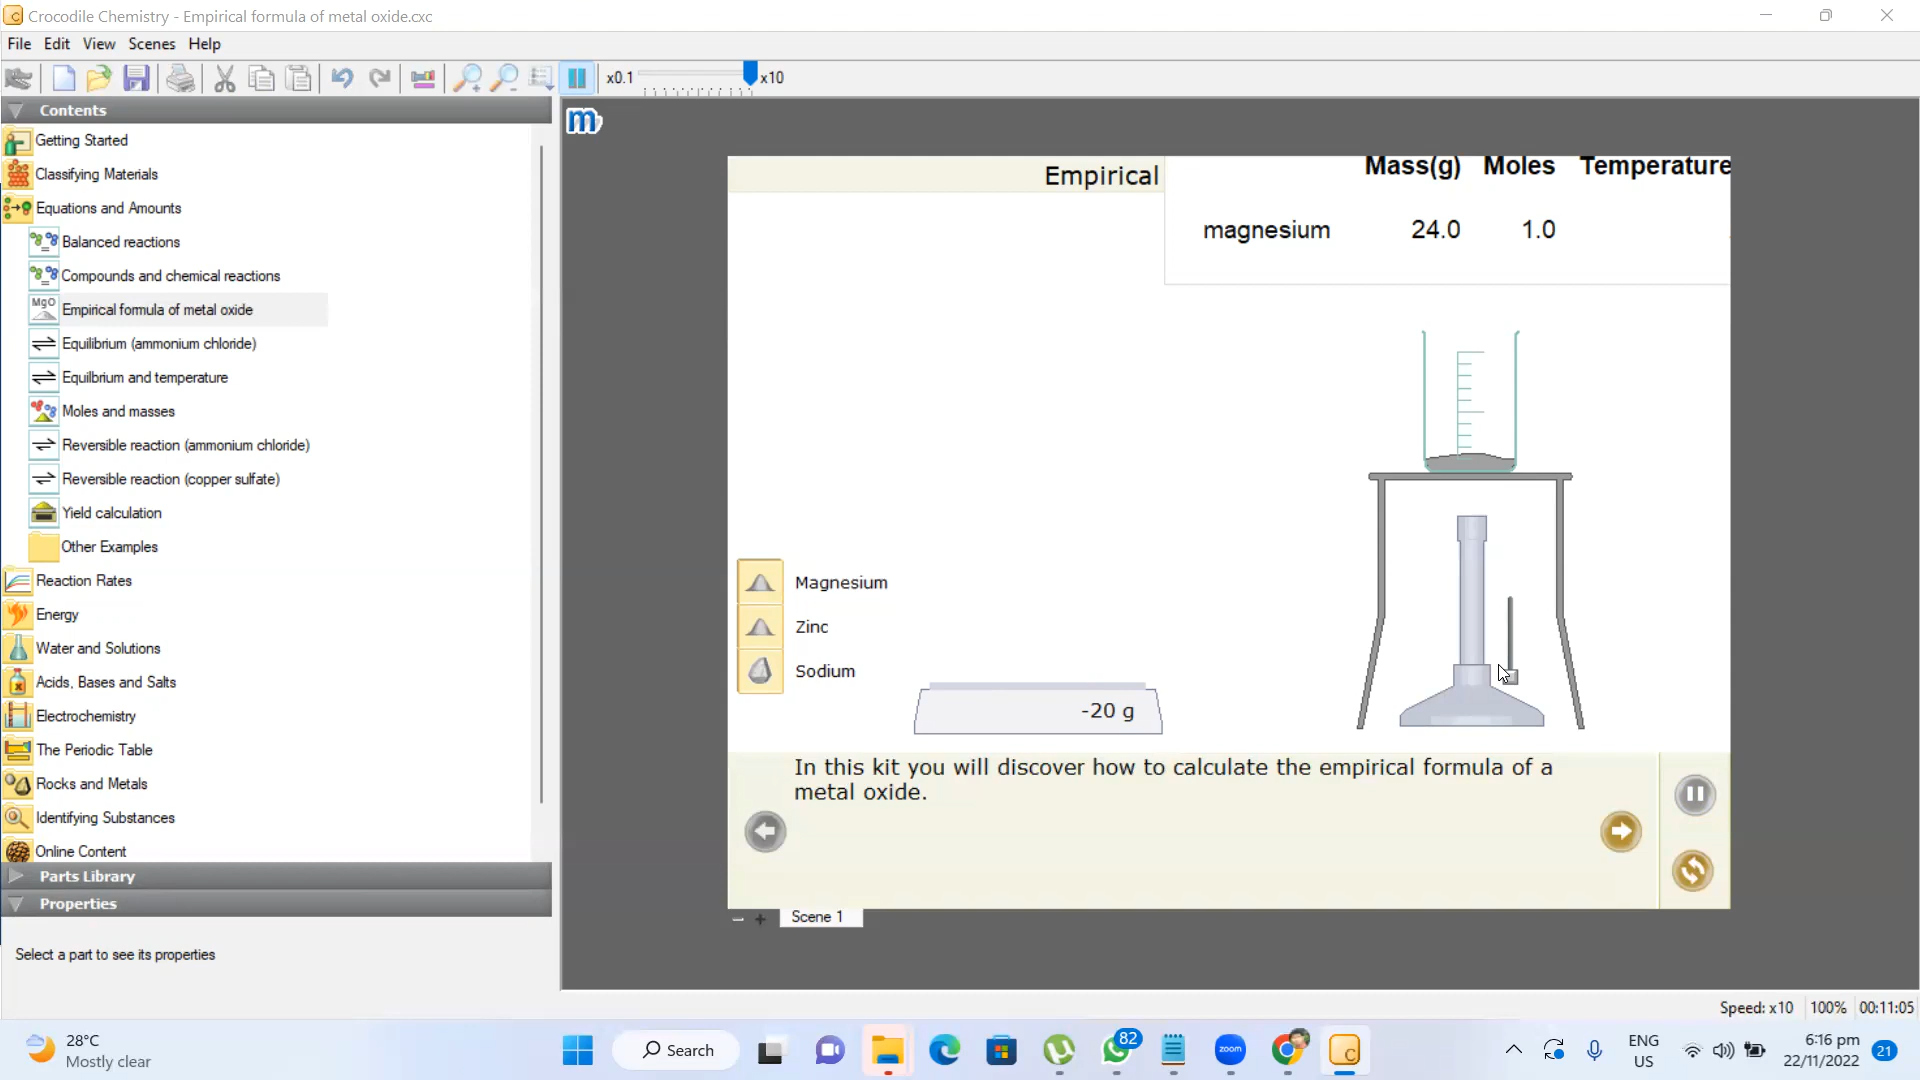 Crocodile Chemistry - Empirical formula of metal oxide.cxc
File Edit View Scenes Help
x0.1 x10
Contents
Getting Started
Classifying Materials
Equations and Amounts
Balanced reactions
Compounds and chemical reactions
MgO
Empirical formula of metal oxide
Equilibrium (ammonium chloride)
Equilbrium and temperature
Moles and masses
Reversible reaction (ammonium chloride)
Reversible reaction (copper sulfate)
Yield calculation
Other Examples
Reaction Rates
Energy
Water and Solutions
Acids, Bases and Salts
Electrochemistry
The Periodic Table
Rocks and Metals
Identifying Substances
Online Content
Parts Library
Properties
Select a part to see its properties
m
Empirical
Mass(g) Moles Temperature
magnesium 24.0 1.0
Magnesium
Zinc
Sodium
-20 g
In this kit you will discover how to calculate the empirical formula of a
metal oxide.
Scene 1
Speed: x10 100% 00:11:05
28°C
Mostly clear
Search
82
zoom
C
ENG
US
6:16 pm
22/11/2022
21